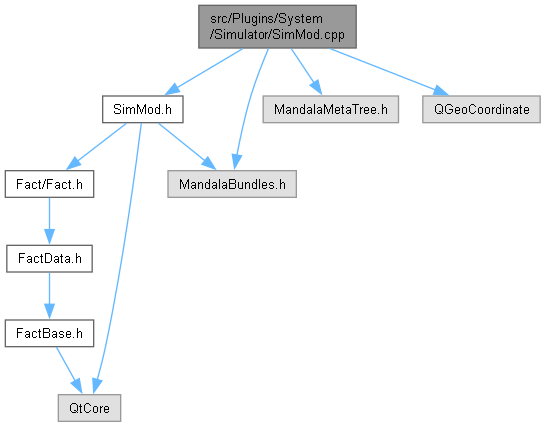 src/Plugins/System
/Simulator/SimMod.cpp
SimMod.h
MandalaMetaTree.h
QGeoCoordinate
Fact/Fact.h
MandalaBundles.h
FactData.h
FactBase.h
QtCore